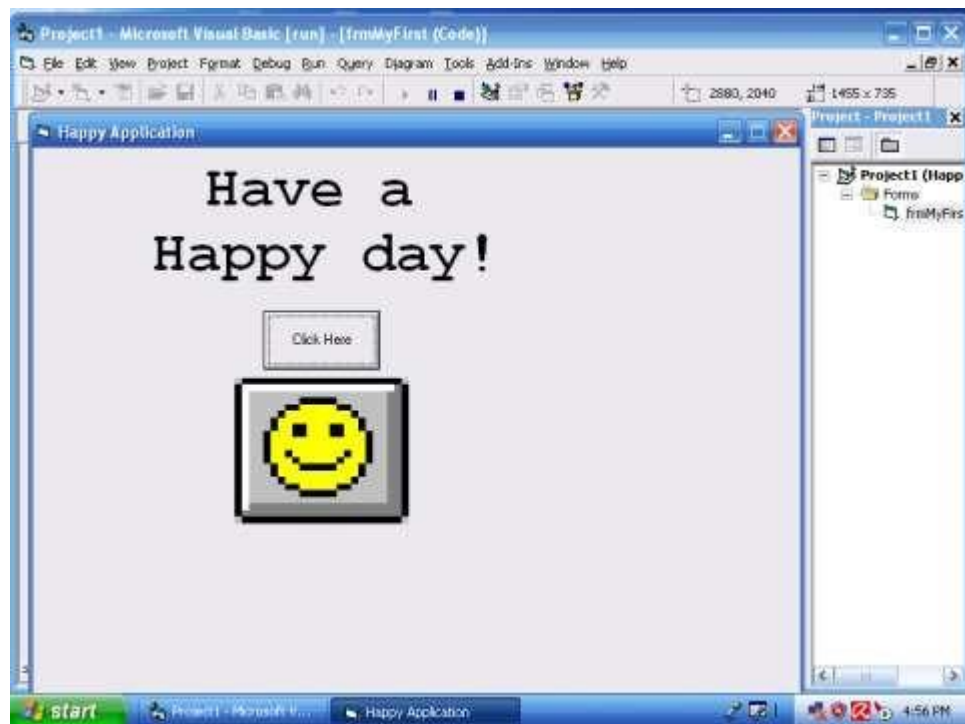 Project1 - Microsoft Visual Basic [run] - [frmMyFirst (Code)]
File Edit View Project Format Debug Run Query Diagram Tools Add-Ins Window Help
2880, 2040 1455 x 735
Project - Project1
Happy Application
Project1 (Happ
Forms
frmMyFirs
Have a
Happy day!
Click Here
start Project1 - Microsoft V... Happy Application 4:56 PM